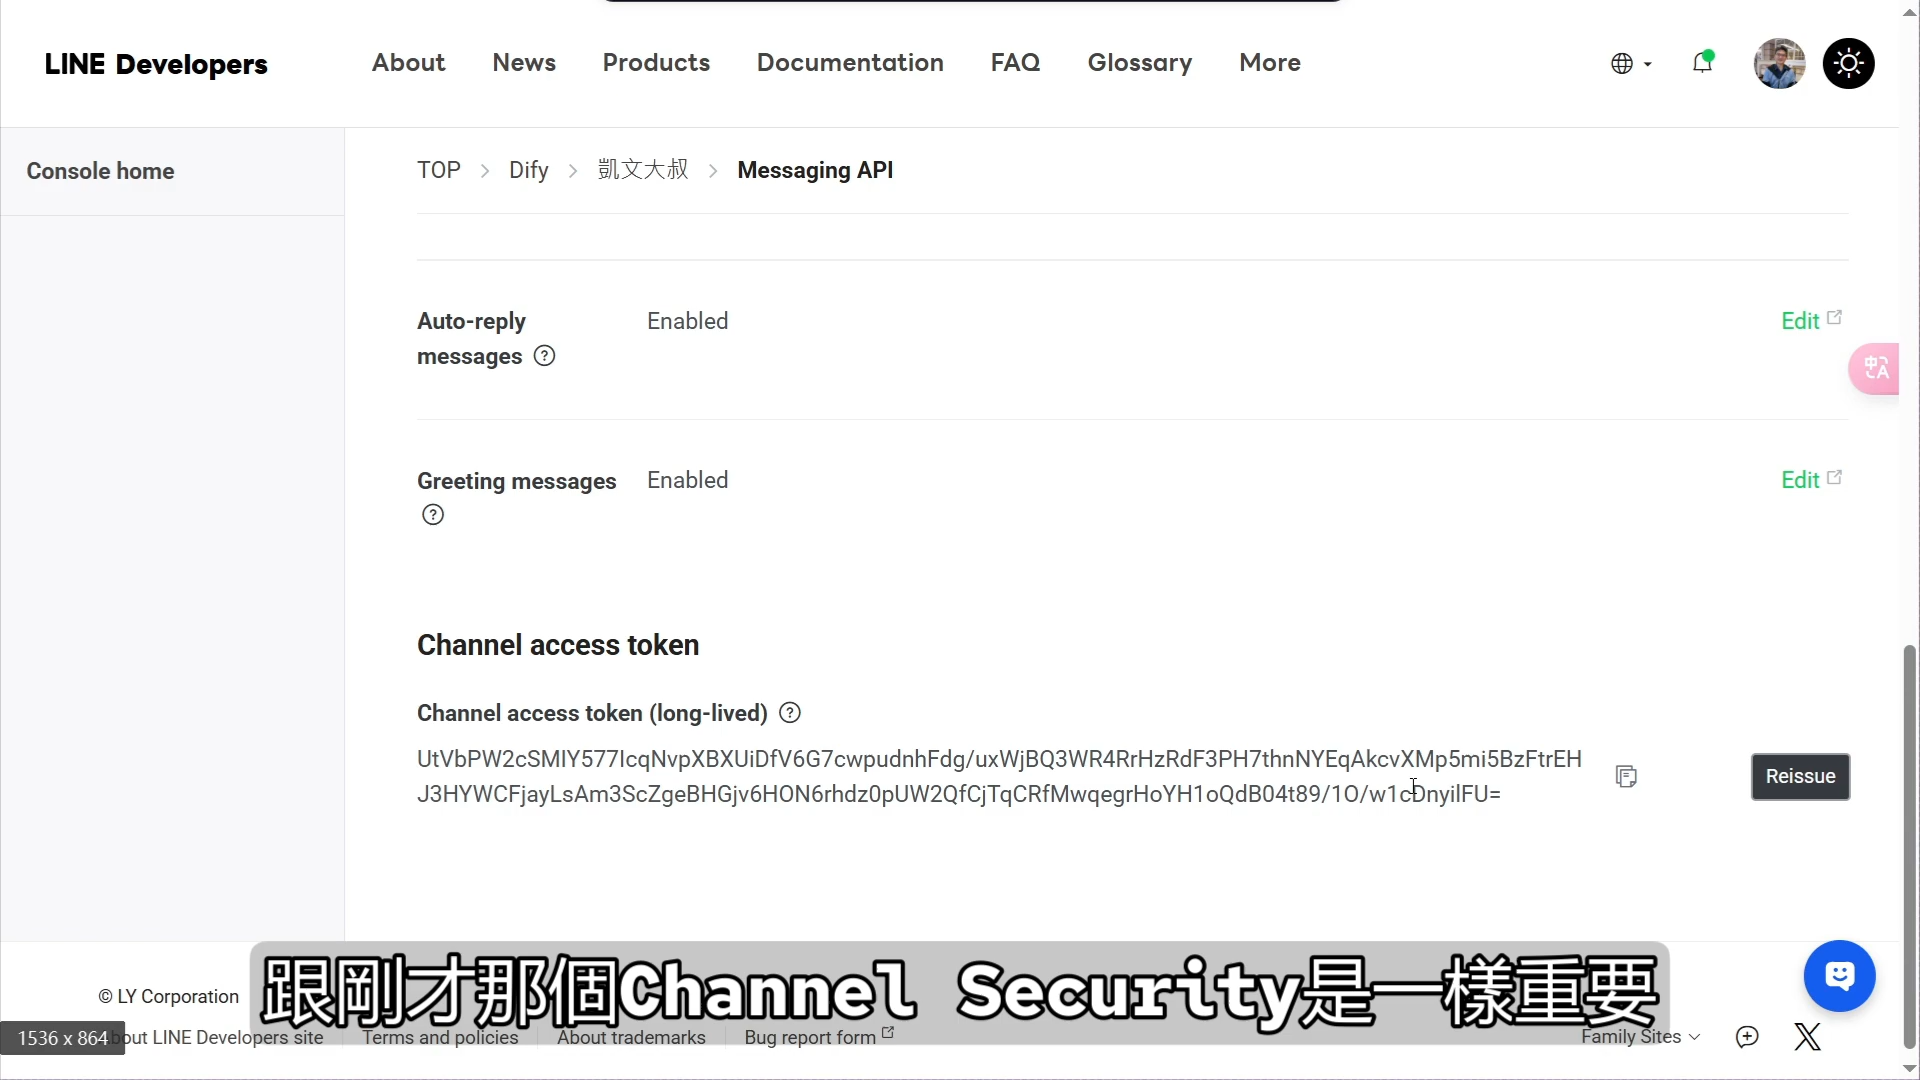 LINE Developers
About
News
Products
Documentation
FAQ
Glossary
More
Console home
TOP > Dify > 凱文大叔 > Messaging API
Auto-reply messages
Enabled
Edit
Greeting messages
Enabled
Edit
Channel access token
Channel access token (long-lived)
UtVbPW2cSMIY577IcqNvpXBXUiDfV6G7cwpudnhFdg/uxWjBQ3WR4RrHzRdF3PH7thnNYEqAkcvXMp5mi5BzFtrEH
J3HYWCFjayLsAm3ScZgeBHGjv6HON6rhdz0pUW2QfCjTqCRfMwqegrHoYH1oQdB04t89/1O/w1cDnyilFU=
Reissue
© LY Corporation
跟剛才那個Channel Security是一樣重要
1536 x 864
bout LINE Developers site
Terms and policies
About trademarks
Bug report form
Family Sites